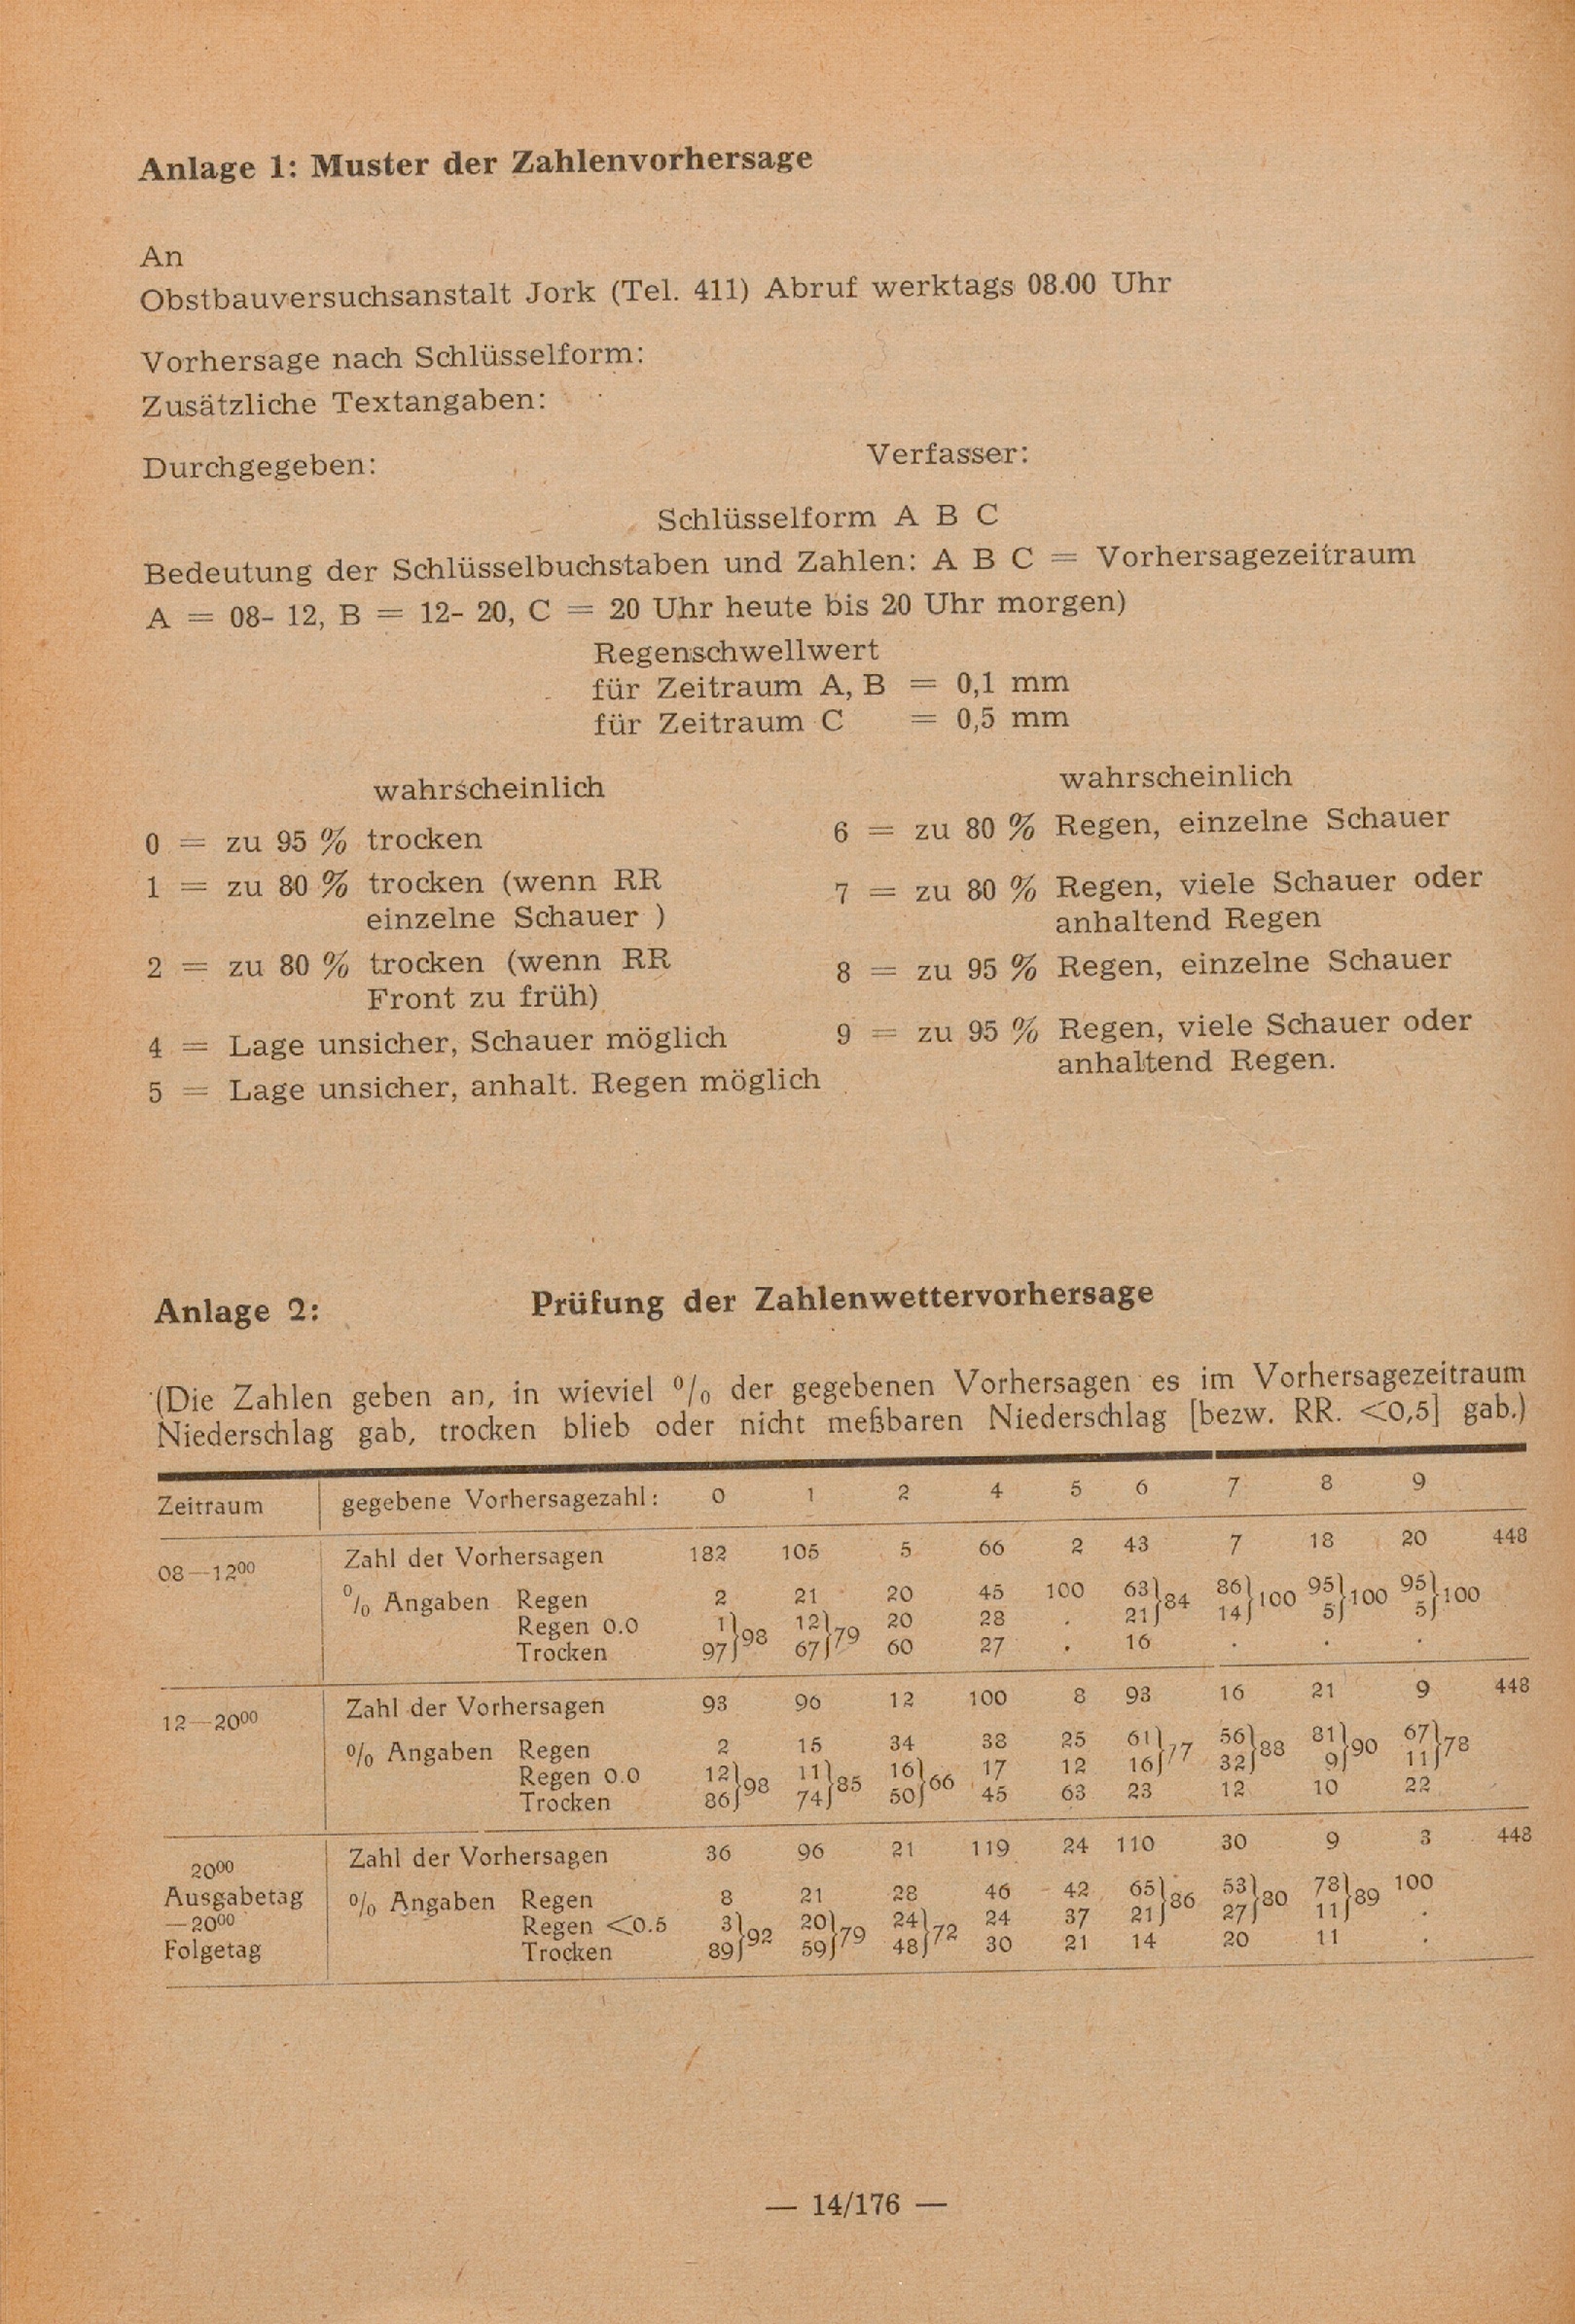 Anlage 1: Muster der Zahlenvorhersage
An
Obstbauversuchsanstalt Jork (Tel. 411) Abruf werktags 08.00 Uhr
Vorhersage nach Schlüsselform:
Zusätzliche Textangaben:
Durchgegeben: Verfasser:
Schlüsselform A B C
Bedeutung der Schlüsselbuchstaben und Zahlen: A B C = Vorhersagezeitraum
A = 08- 12, B = 12- 20, C = 20 Uhr heute bis 20 Uhr morgen)
Regenschwellwert
für Zeitraum A, B = 0,1 mm
für Zeitraum C = 0,5 mm
wahrscheinlich
0 = zu 95 % trocken
1 = zu 80 % trocken (wenn RR
einzelne Schauer )
2 = zu 80 % trocken (wenn RR
Front zu früh)
4 = Lage unsicher, Schauer möglich
5 = Lage unsicher, anhalt. Regen möglich
wahrscheinlich
6 = zu 80 % Regen, einzelne Schauer
7 = zu 80 % Regen, viele Schauer oder
anhaltend Regen
8 = zu 95 % Regen, einzelne Schauer
9 = zu 95 % Regen, viele Schauer oder
anhaltend Regen.
Anlage 2: Prüfung der Zahlenwettervorhersage
(Die Zahlen geben an, in wieviel % der gegebenen Vorhersagen es im Vorhersagezeitraum
Niederschlag gab, trocken blieb oder nicht meßbaren Niederschlag [bezw. RR. <0,5] gab.)
Zeitraum gegebene Vorhersagezahl: 0 1 2 4 5 6 7 8 9
08—12⁰⁰ Zahl der Vorhersagen 182 105 5 66 2 43 7 18 20 448
% Angaben Regen 2 21 20 45 100 63}84 86}100 95}100 95}100
Regen 0.0 1}98 12}79 20 28 . 21 14 5 5
Trocken 97 67 60 27 . 16 . . .
12—20⁰⁰ Zahl der Vorhersagen 93 96 12 100 8 93 16 21 9 448
% Angaben Regen 2 15 34 38 25 61}77 56}88 81}90 67}78
Regen 0.0 12}98 11}85 16}66 17 12 16 32 9 11
Trocken 86 74 50 45 63 23 12 10 22
20⁰⁰ Zahl der Vorhersagen 36 96 21 119 24 110 30 9 3 448
Ausgabetag % Angaben Regen 8 21 28 46 42 65}86 53}80 78}89 100
—20⁰⁰ Regen <0.5 3}92 20}79 24}72 24 37 21 27 11 .
Folgetag Trocken 89 59 48 30 21 14 20 11 .
— 14/176 —